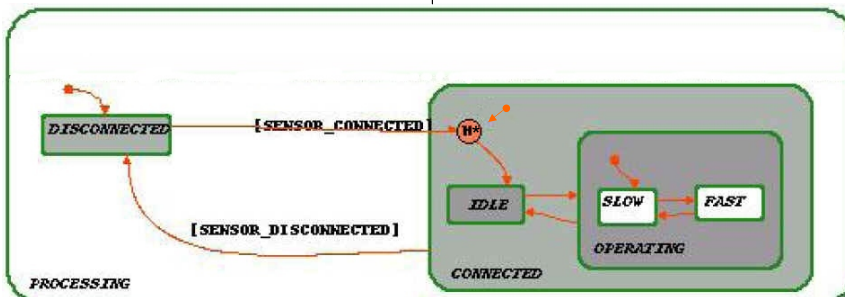 DISCONNECTED
[SENSOR_CONNECTED]
H*
IDLE
SLOW
FAST
[SENSOR_DISCONNECTED]
OPERATING
CONNECTED
PROCESSING